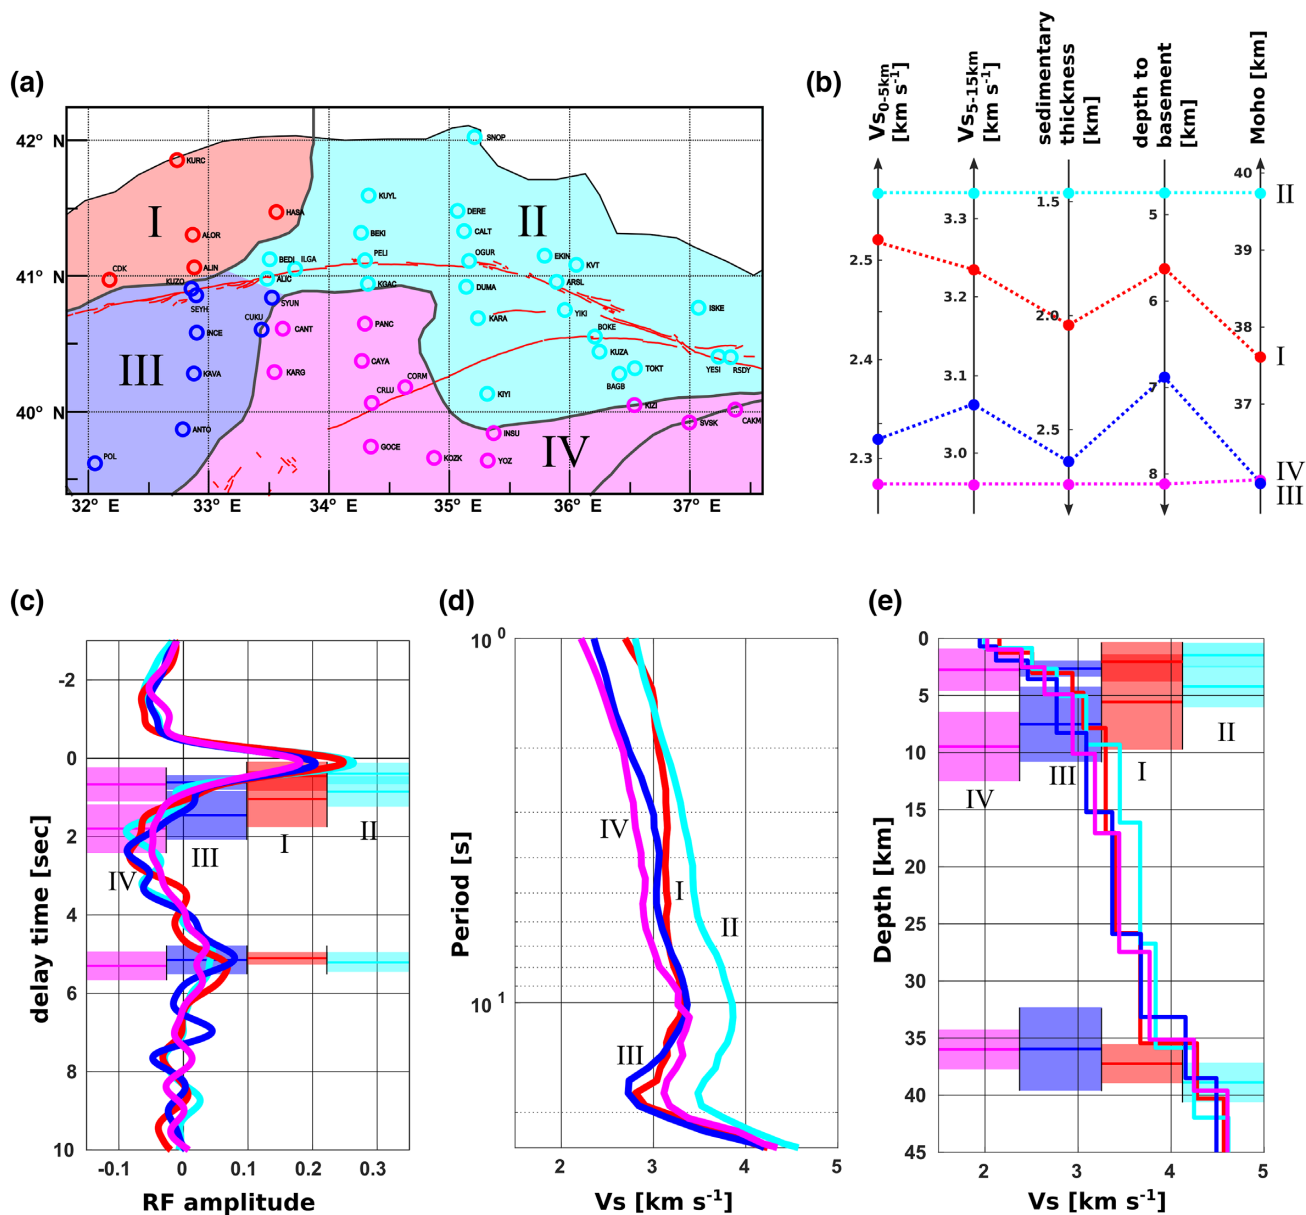 (a)
42° N
41° N
40° N
32° E
33° E
34° E
35° E
36° E
37° E
I
II
III
IV
SNOP
KURC
KUYL
HASA
DERE
ALOR
BEKI
CALT
BEDI
ILGA
PELI
OGUR
EKIN
KVT
ALIN
CDK
ALIC
KUZO
KGAC
DUMA
ARSL
SEYH
SYUN
ISKE
CUKU
KARA
YIKI
INCE
CANT
PANC
BOKE
KUZA
CAYA
YESI
RSDY
KAVA
KARG
CORM
TOKT
BAGB
CRLU
KIYI
KIZI
CAKM
ANTO
SVSK
INSU
GOCE
POL
KOZK
YOZ
(b)
Vs0-5km
[km s-1]
Vs5-15km
[km s-1]
sedimentary
thickness
[km]
depth to
basement
[km]
Moho [km]
2.5
2.4
2.3
3.3
3.2
3.1
3.0
1.5
2.0
2.5
5
6
7
8
40
39
38
37
II
I
IV
III
(c)
-2
0
2
4
6
8
10
-0.1
0
0.1
0.2
0.3
delay time [sec]
RF amplitude
IV
III
I
II
(d)
10 0
10 1
2
3
4
5
Period [s]
Vs [km s-1]
IV
I
II
III
(e)
0
5
10
15
20
25
30
35
40
45
2
3
4
5
Depth [km]
Vs [km s-1]
IV
III
I
II